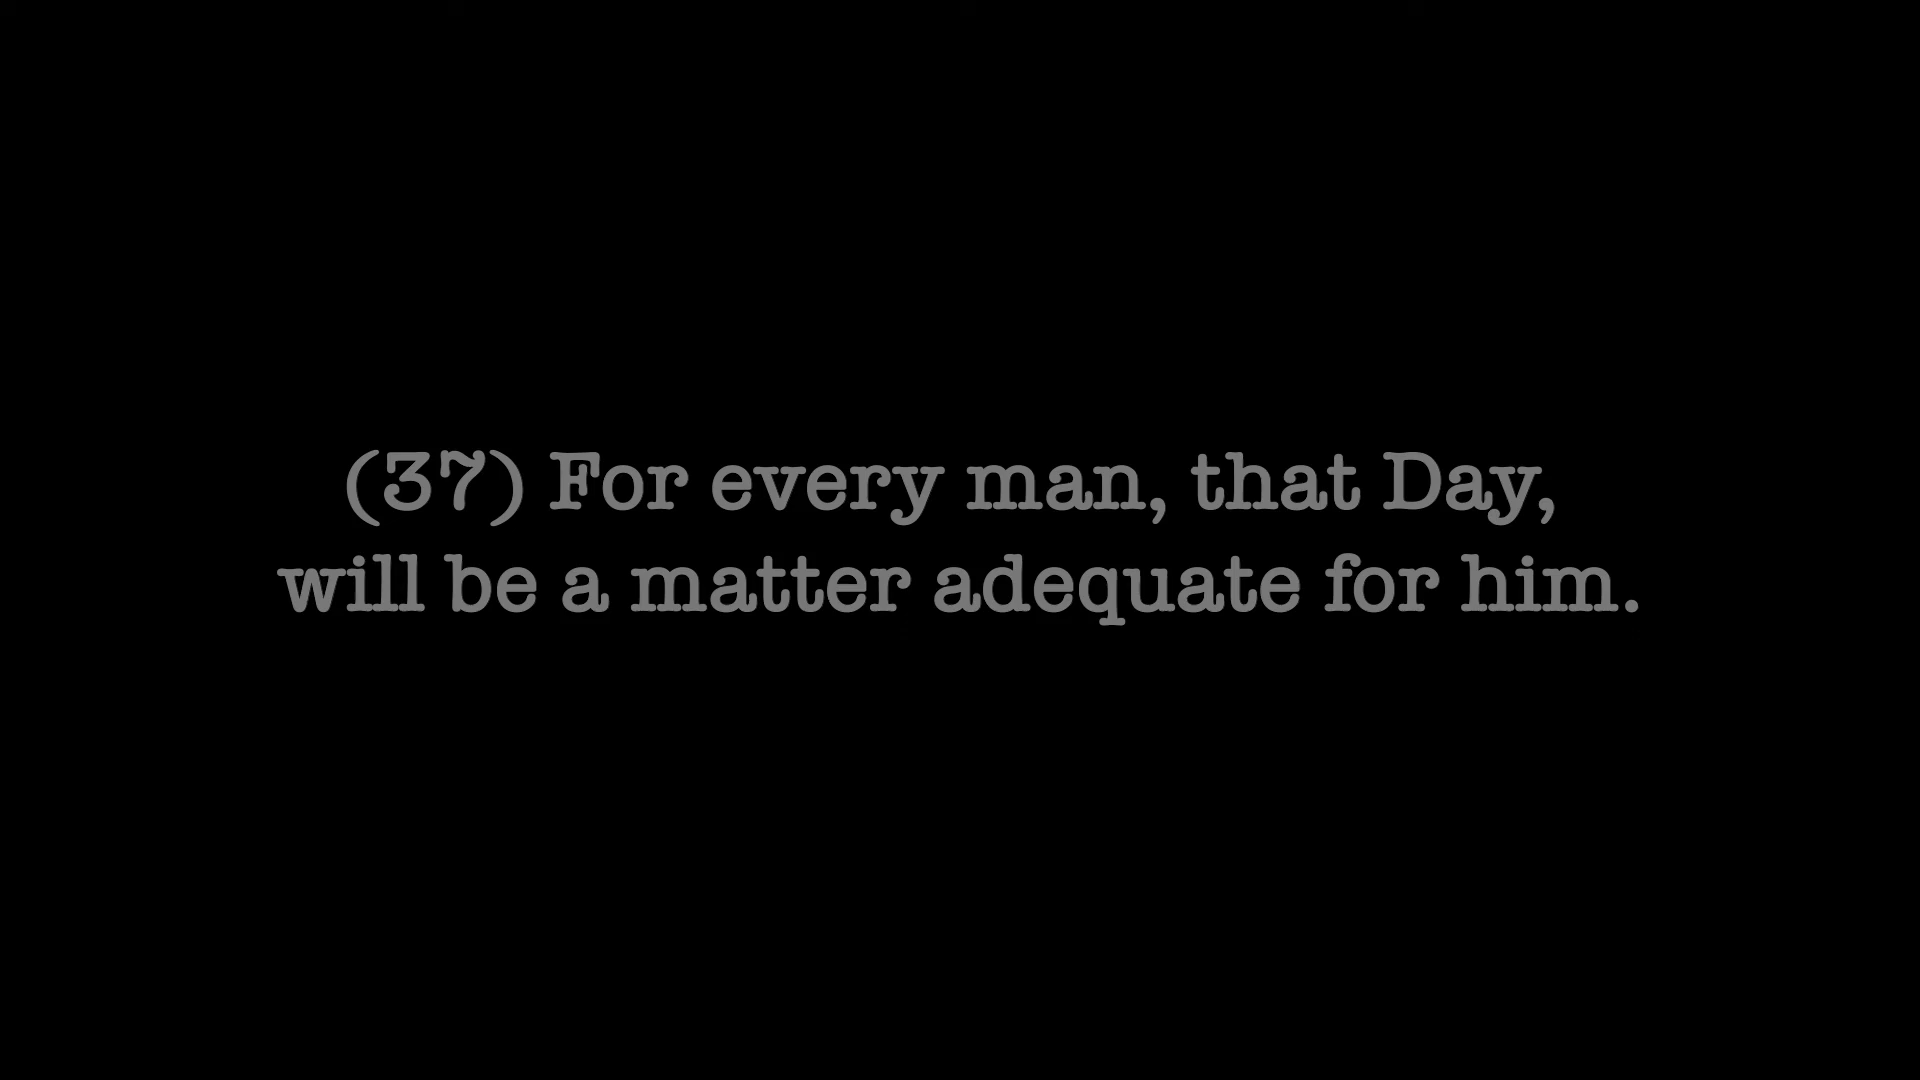 (37) For every man, that Day,
will be a matter adequate for him.